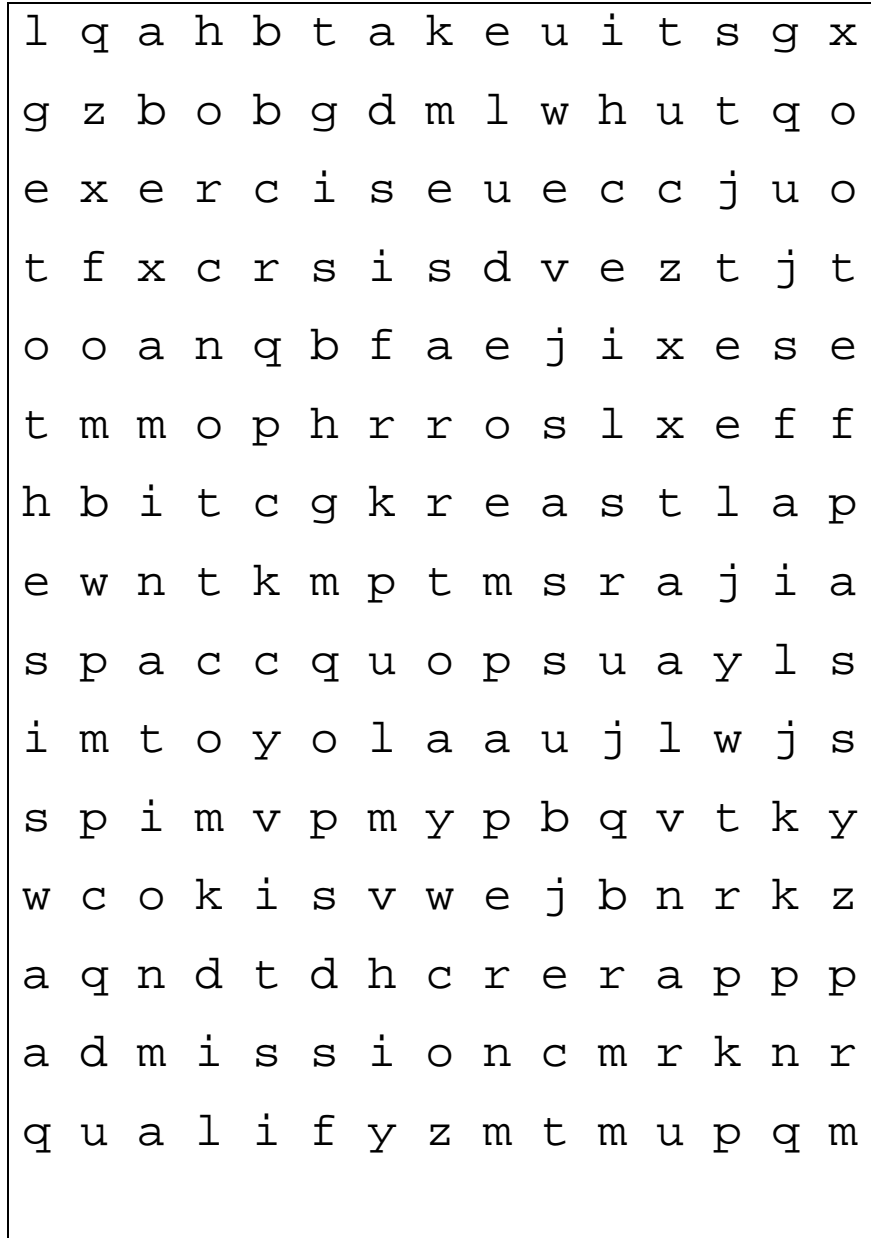 l q a h b t a k e u i t s g x
g z b o b g d m l w h u t q o
e x e r c i s e u e c c j u o
t f x c r s i s d v e z t j t
o o a n q b f a e j i x e s e
t m m o p h r r o s l x e f f
h b i t c g k r e a s t l a p
e w n t k m p t m s r a j i a
s p a c c q u o p s u a y l s
i m t o y o l a a u j l w j s
s p i m v p m y p b q v t k y
w c o k i s v w e j b n r k z
a q n d t d h c r e r a p p p
a d m i s s i o n c m r k n r
q u a l i f y z m t m u p q m